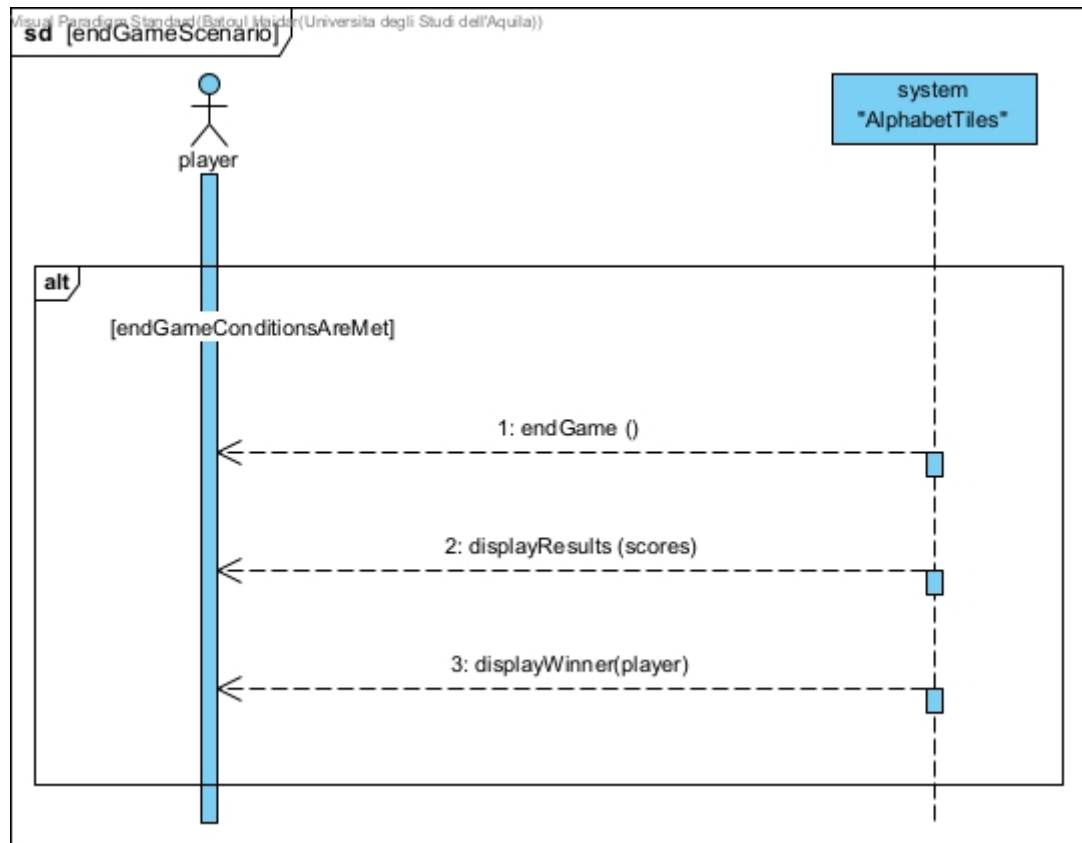 Visual Paradigm Standard(Batoul Haidar(Universita degli Studi dell'Aquila))
sd [endGameScenario]
system
"AlphabetTiles"
player
alt
[endGameConditionsAreMet]
1: endGame ()
2: displayResults (scores)
3: displayWinner(player)